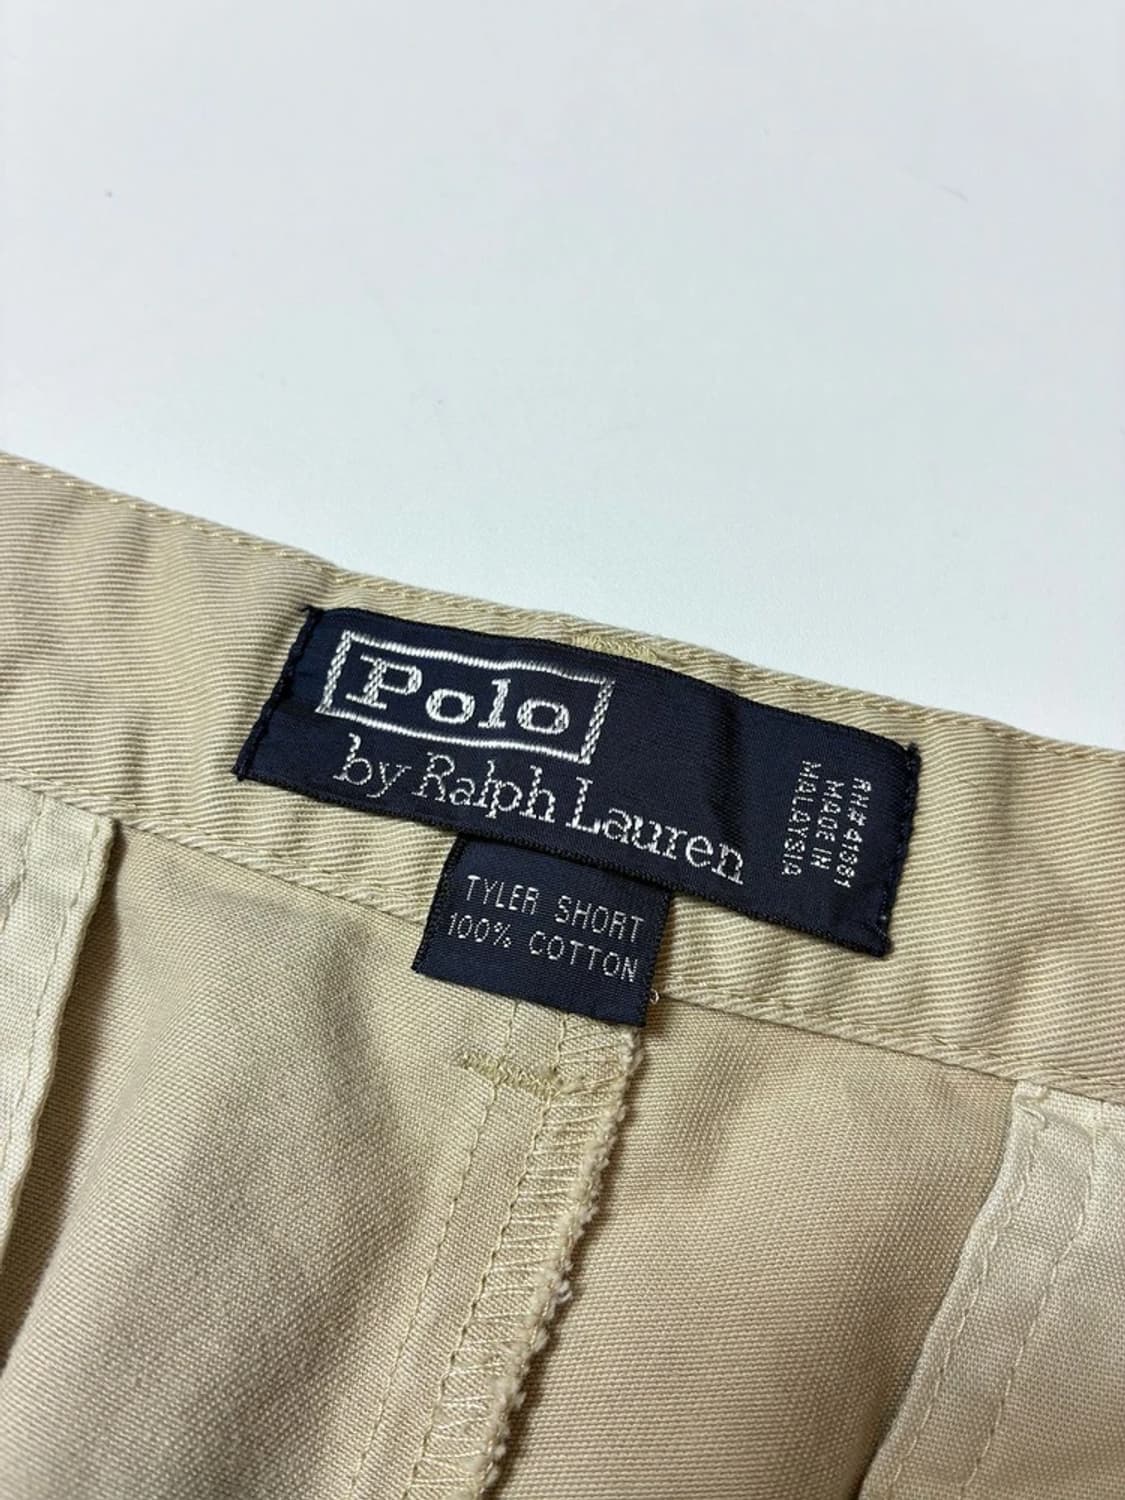 Polo
by Ralph Lauren
RN#41381
MADE IN
MALAYSIA
TYLER SHORT
100% COTTON